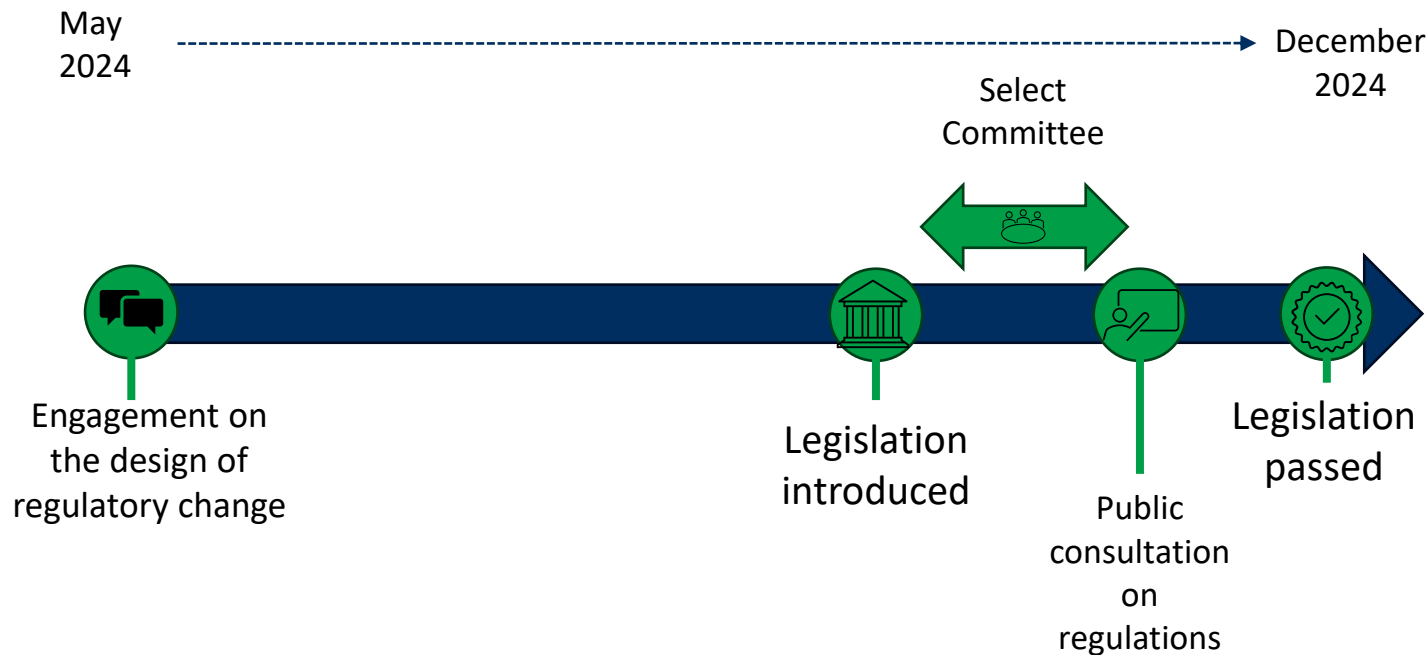 May
2024
December
2024
Select
Committee
Engagement on
the design of
regulatory change
Legislation
introduced
Public
consultation
on
regulations
Legislation
passed